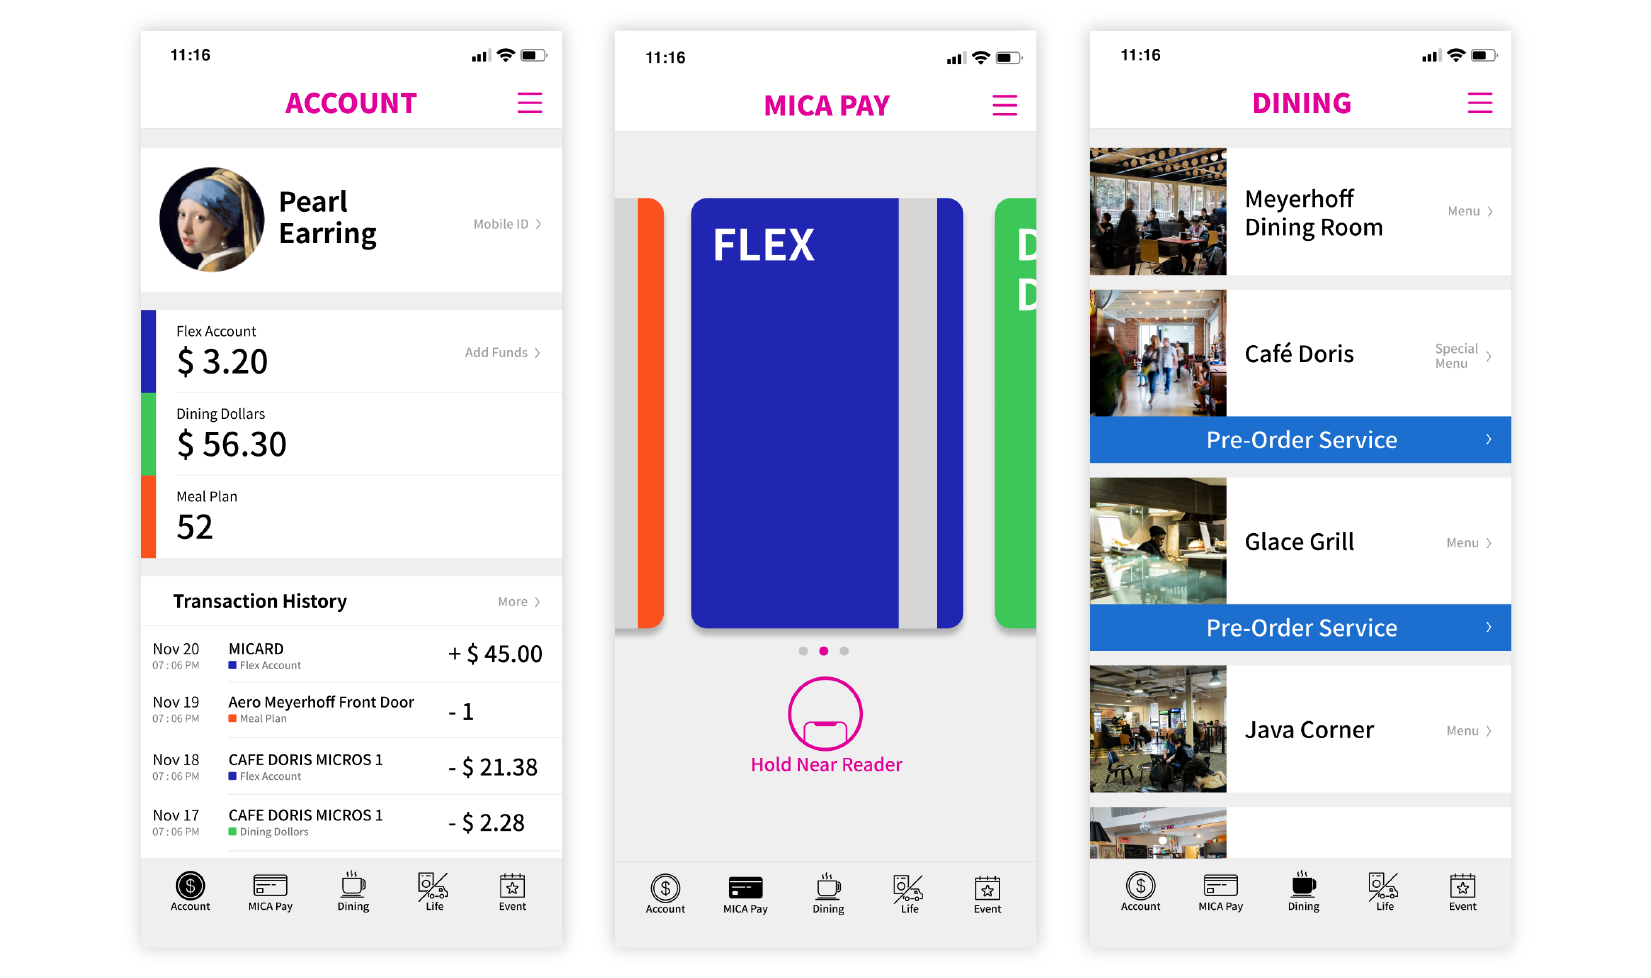 11:16
ACCOUNT
Pearl
Earring
Mobile ID
Flex Account
$ 3.20
Add Funds
Dining Dollars
$ 56.30
Meal Plan
52
Transaction History
More
Nov 20
07 : 06 PM
MICARD
Flex Account
+ $ 45.00
Nov 19
07 : 06 PM
Aero Meyerhoff Front Door
Meal Plan
- 1
Nov 18
07 : 06 PM
CAFE DORIS MICROS 1
Flex Account
- $ 21.38
Nov 17
07 : 06 PM
CAFE DORIS MICROS 1
Dining Dollors
- $ 2.28
Account
MICA Pay
Dining
Life
Event
11:16
MICA PAY
FLEX
D
D
Hold Near Reader
Account
MICA Pay
Dining
Life
Event
11:16
DINING
Meyerhoff
Dining Room
Menu
Café Doris
Special
Menu
Pre-Order Service
Glace Grill
Menu
Pre-Order Service
Java Corner
Menu
Account
MICA Pay
Dining
Life
Event